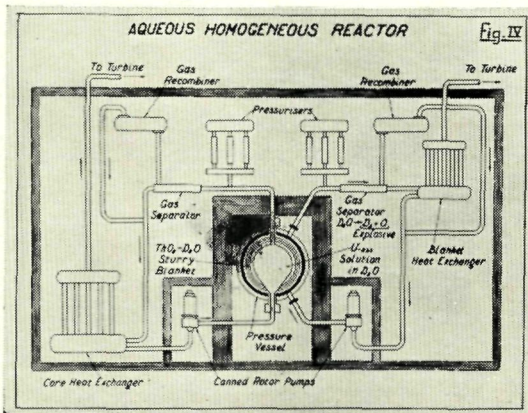 AQUEOUS HOMOGENEOUS REACTOR
Fig. IV
To Turbine
Gas
Recombiner
Pressurisers
Gas
Recombiner
To Turbine
Gas
Separator
Gas
Separator
D₂O → D₂ + O
Explosive
ThO₂-D₂O
Slurry
Blanket
U-
Solution
in D₂O
Blanket
Heat Exchanger
Pressure
Vessel
Core Heat Exchanger
Canned Rotor Pumps